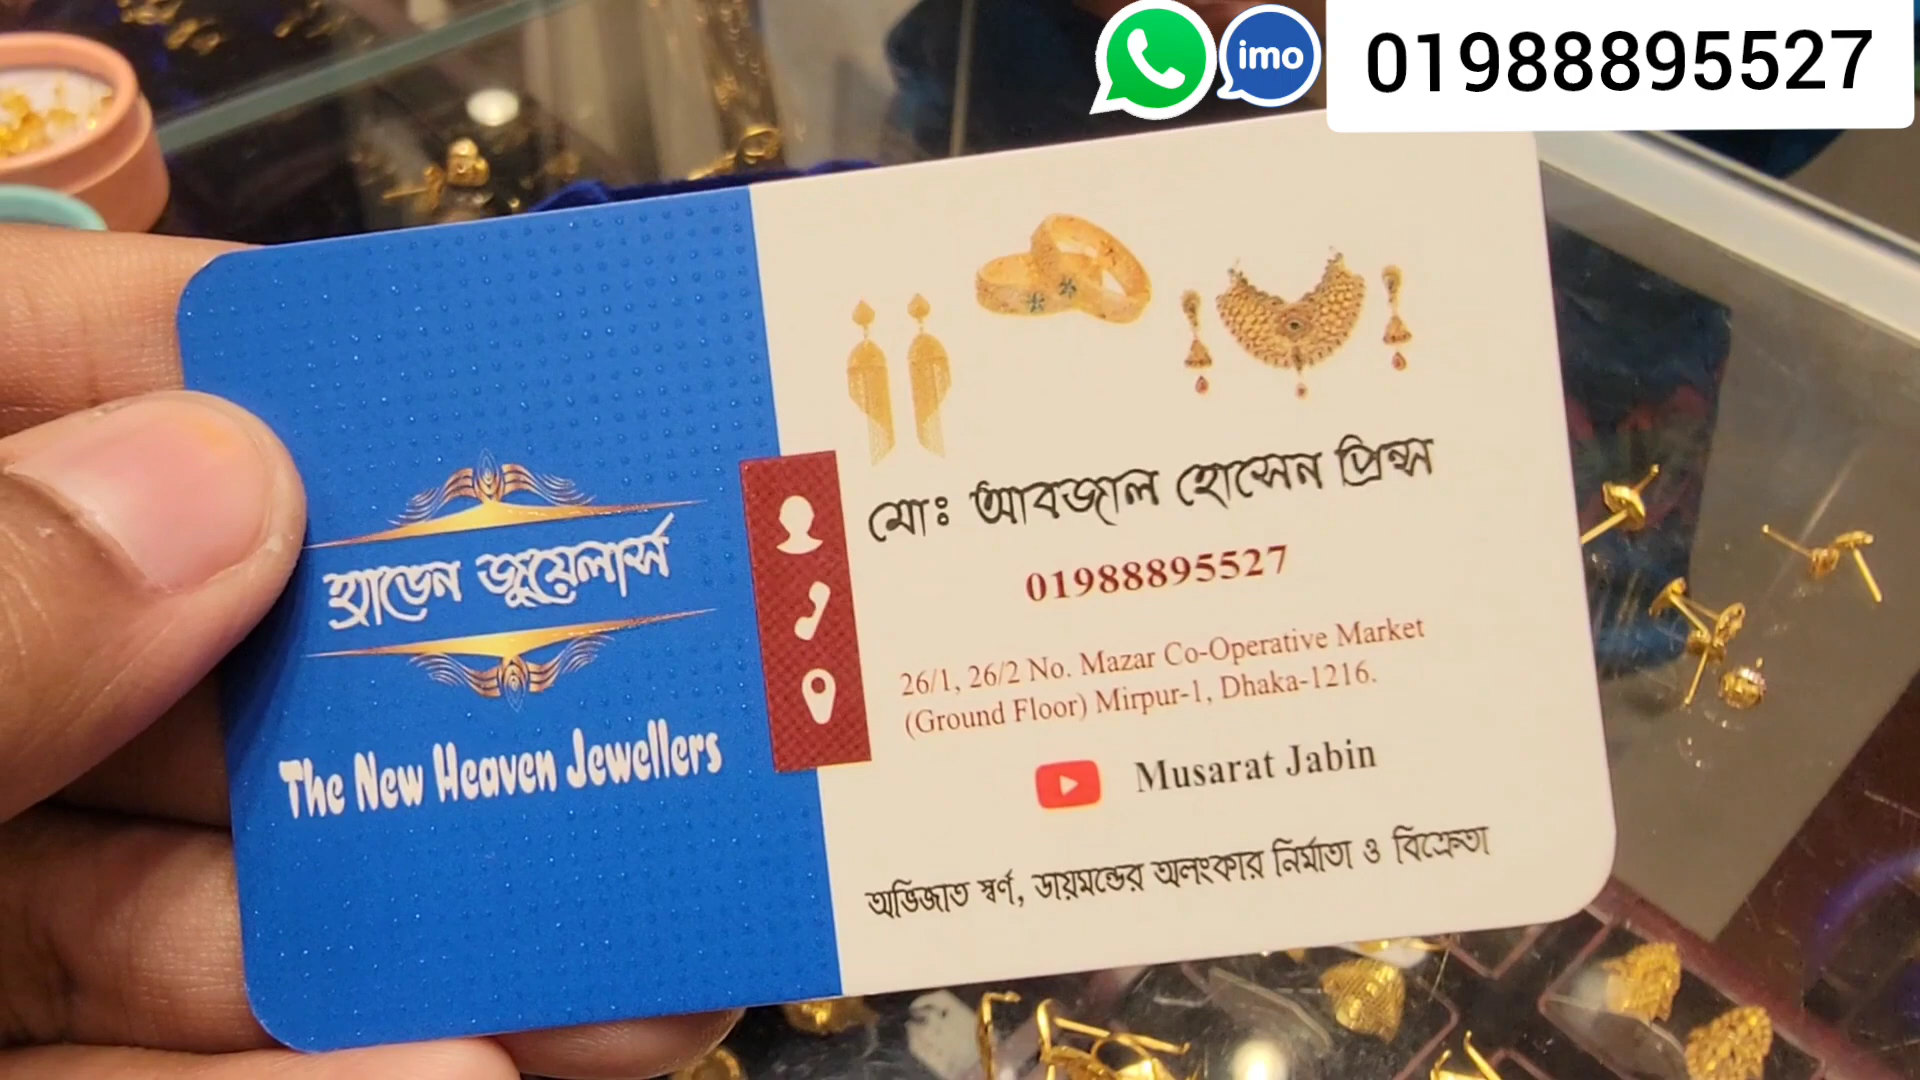 imo
01988895527
হ্যাভেন জুয়েলার্স
The New Heaven Jewellers
মোঃ আবজাল হোসেন প্রিন্স
01988895527
26/1, 26/2 No. Mazar Co-Operative Market
(Ground Floor) Mirpur-1, Dhaka-1216.
Musarat Jabin
অভিজাত স্বর্ণ, ডায়মন্ডের অলংকার নির্মাতা ও বিক্রেতা